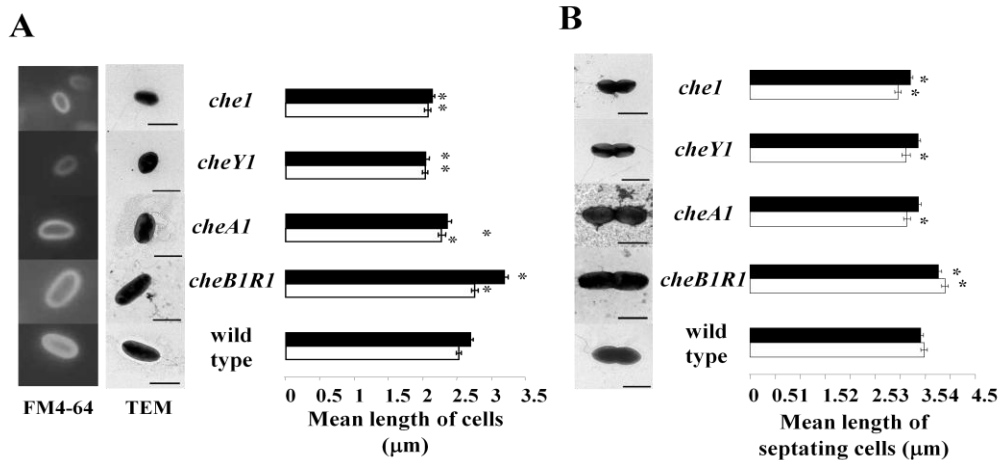 A
B
che1
cheY1
cheA1
cheB1R1
wild
type
FM4-64
TEM
*
*
*
*
*
*
*
*
0 0.5 1 1.5 2 2.5 3 3.5
Mean length of cells
(µm)
che1
cheY1
cheA1
cheB1R1
wild
type
*
*
*
*
*
*
0 0.51 1.52 2.53 3.54 4.5
Mean length of
septating cells (µm)